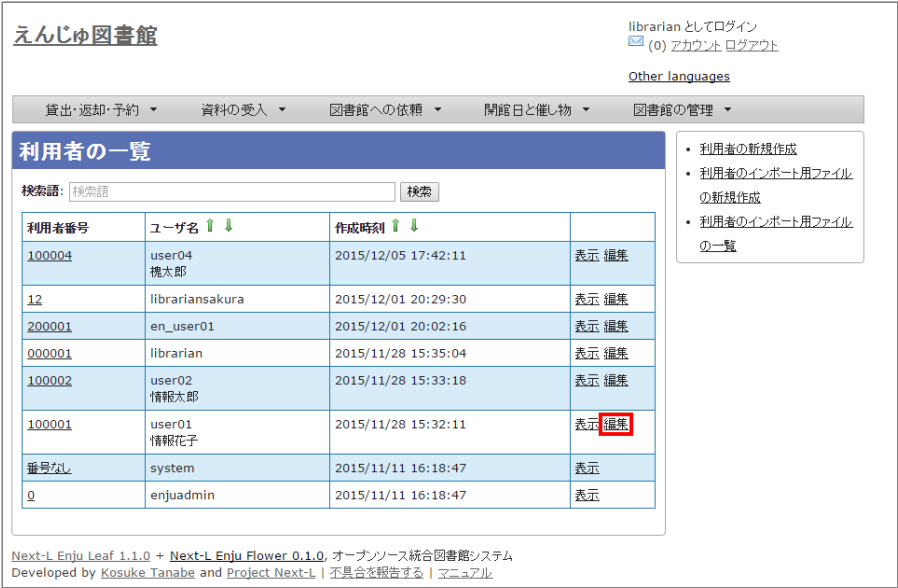 えんじゅ図書館
librarian としてログイン
(0) アカウント ログアウト
Other languages
貸出·返却·予約 ▼ 資料の受入 ▼ 図書館への依頼 ▼ 開館日と催し物 ▼ 図書館の管理 ▼
利用者の一覧
検索語: 検索語 検索
利用者番号 ユーザ名 作成時刻
100004 user04 2015/12/05 17:42:11 表示 編集
槐太郎
12 librariansakura 2015/12/01 20:29:30 表示 編集
200001 en_user01 2015/12/01 20:02:16 表示 編集
000001 librarian 2015/11/28 15:35:04 表示 編集
100002 user02 2015/11/28 15:33:18 表示 編集
情報太郎
100001 user01 2015/11/28 15:32:11 表示 編集
情報花子
番号なし system 2015/11/11 16:18:47 表示
0 enjuadmin 2015/11/11 16:18:47 表示
• 利用者の新規作成
• 利用者のインポート用ファイル
の新規作成
• 利用者のインポート用ファイル
の一覧
Next-L Enju Leaf 1.1.0 + Next-L Enju Flower 0.1.0, オープンソース統合図書館システム
Developed by Kosuke Tanabe and Project Next-L | 不具合を報告する | マニュアル